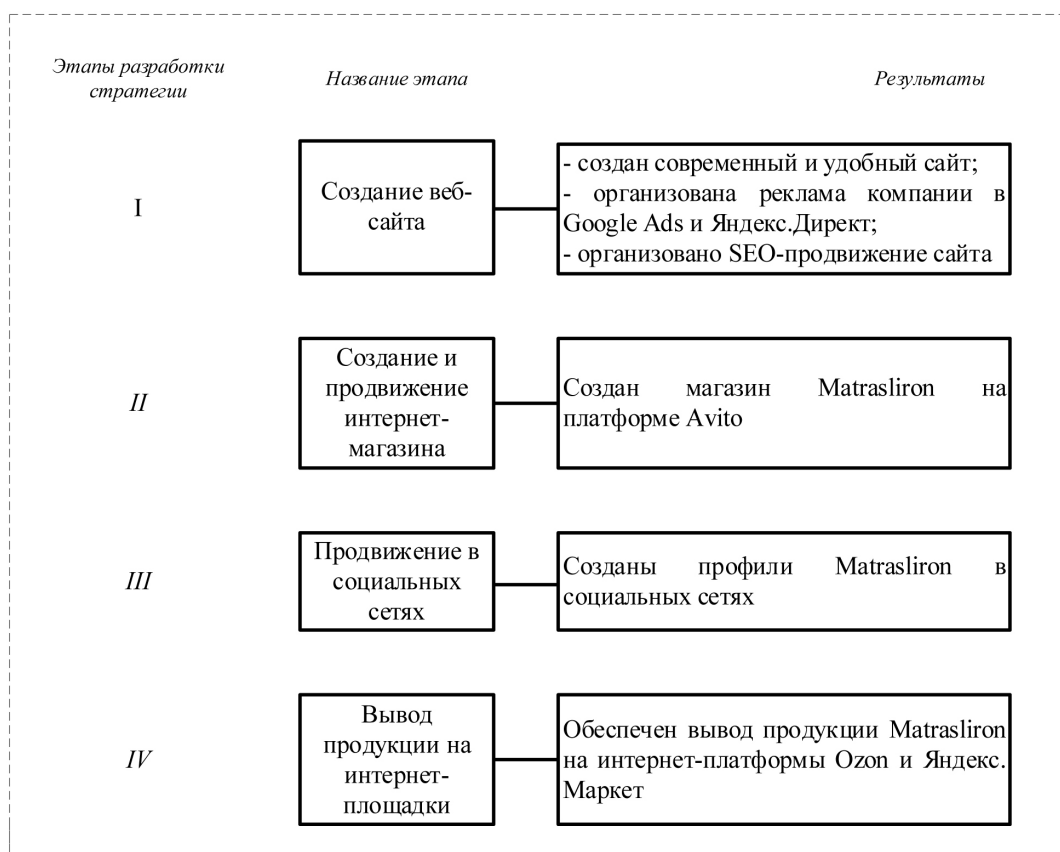 Этапы разработки
стратегии
Название этапа
Результаты
I
Создание веб-
сайта
- создан современный и удобный сайт;
- организована реклама компании в
Google Ads и Яндекс.Директ;
- организовано SEO-продвижение сайта
II
Создание и
продвижение
интернет-
магазина
Создан магазин Matrasliron на
платформе Avito
III
Продвижение в
социальных
сетях
Созданы профили Matrasliron в
социальных сетях
IV
Вывод
продукции на
интернет-
площадки
Обеспечен вывод продукции Matrasliron
на интернет-платформы Ozon и Яндекс.
Маркет